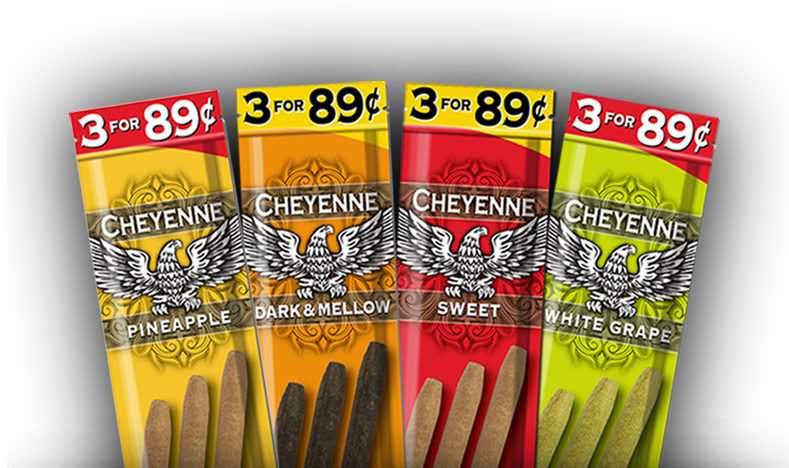 3 FOR 89¢
CHEYENNE
PINEAPPLE
3 FOR 89¢
CHEYENNE
DARK & MELLOW
3 FOR 89¢
CHEYENNE
SWEET
3 FOR 89¢
CHEYENNE
WHITE GRAPE